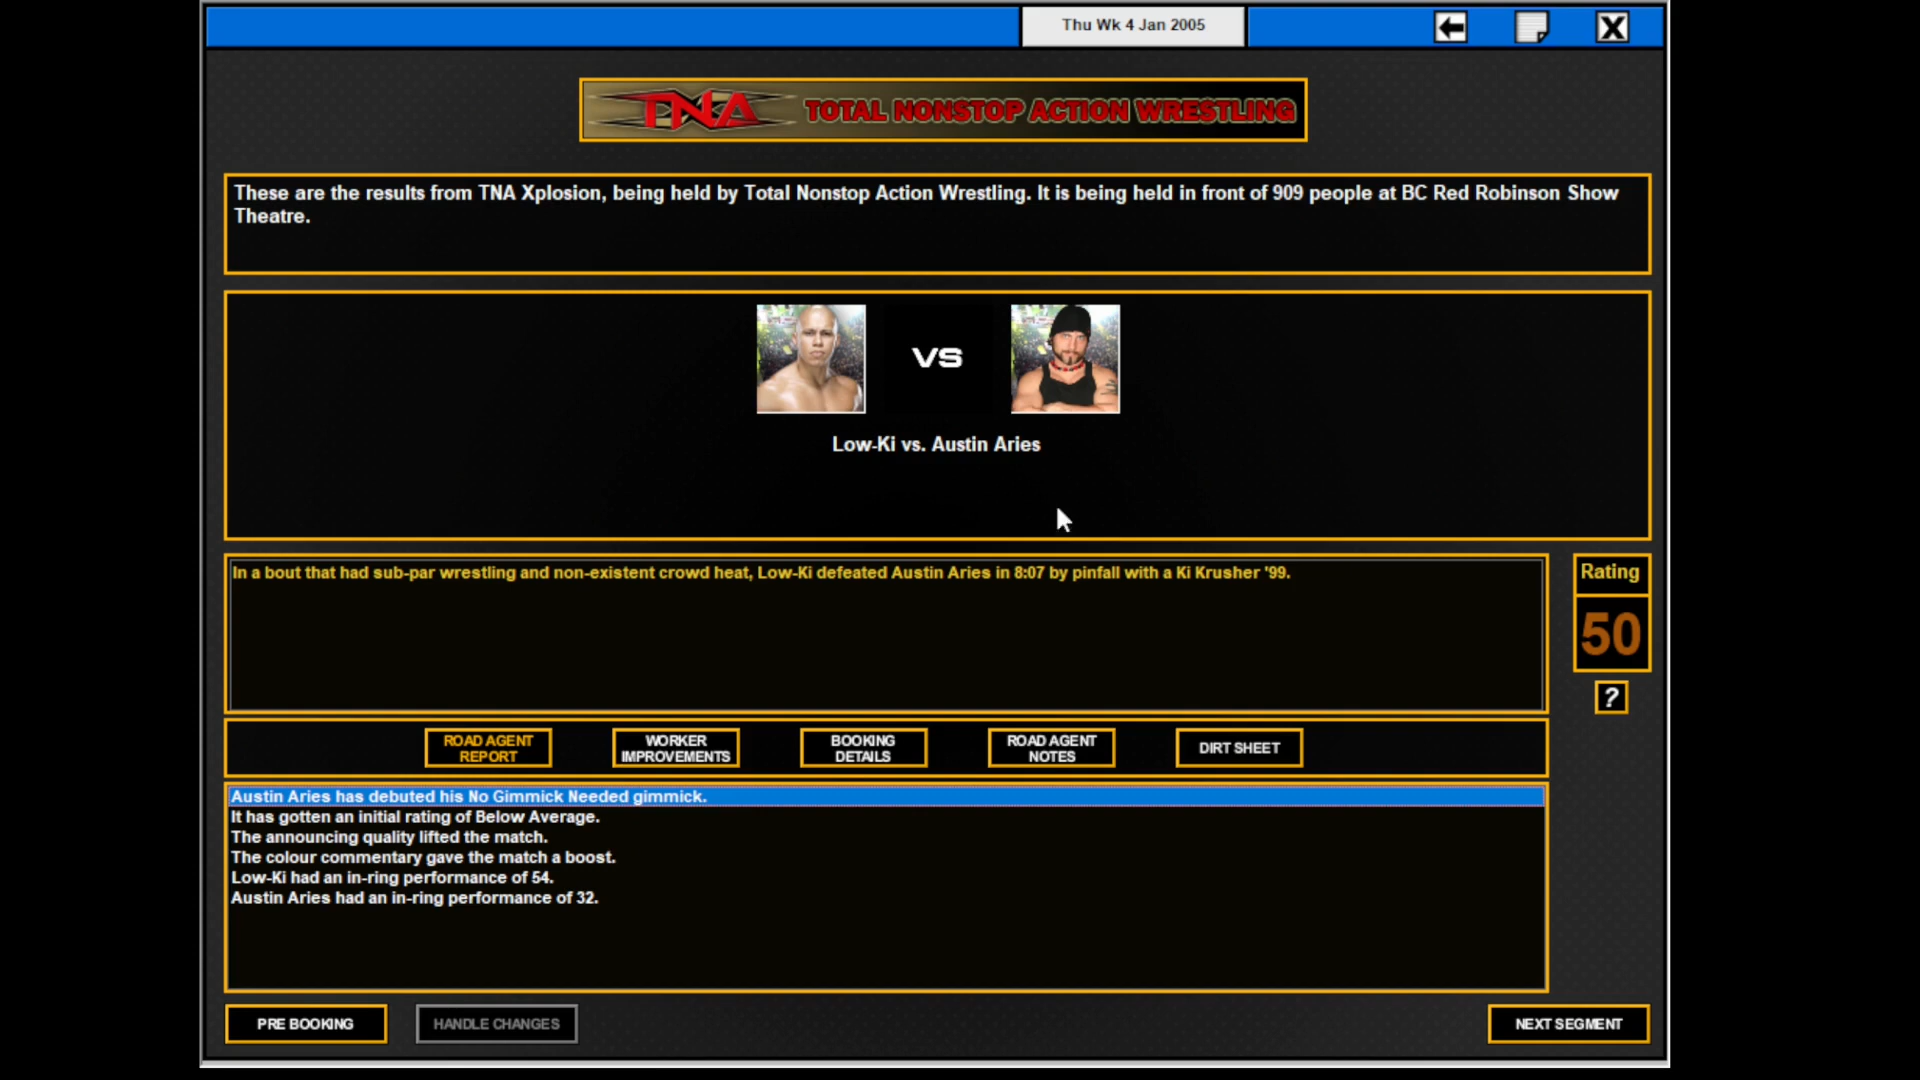 Thu Wk 4 Jan 2005
TNA TOTAL NONSTOP ACTION WRESTLING
These are the results from TNA Xplosion, being held by Total Nonstop Action Wrestling. It is being held in front of 909 people at BC Red Robinson Show
Theatre.
VS
Low-Ki vs. Austin Aries
In a bout that had sub-par wrestling and non-existent crowd heat, Low-Ki defeated Austin Aries in 8:07 by pinfall with a Ki Krusher '99.
Rating
50
?
ROAD AGENT
REPORT
WORKER
IMPROVEMENTS
BOOKING
DETAILS
ROAD AGENT
NOTES
DIRT SHEET
Austin Aries has debuted his No Gimmick Needed gimmick.
It has gotten an initial rating of Below Average.
The announcing quality lifted the match.
The colour commentary gave the match a boost.
Low-Ki had an in-ring performance of 54.
Austin Aries had an in-ring performance of 32.
PRE BOOKING
HANDLE CHANGES
NEXT SEGMENT